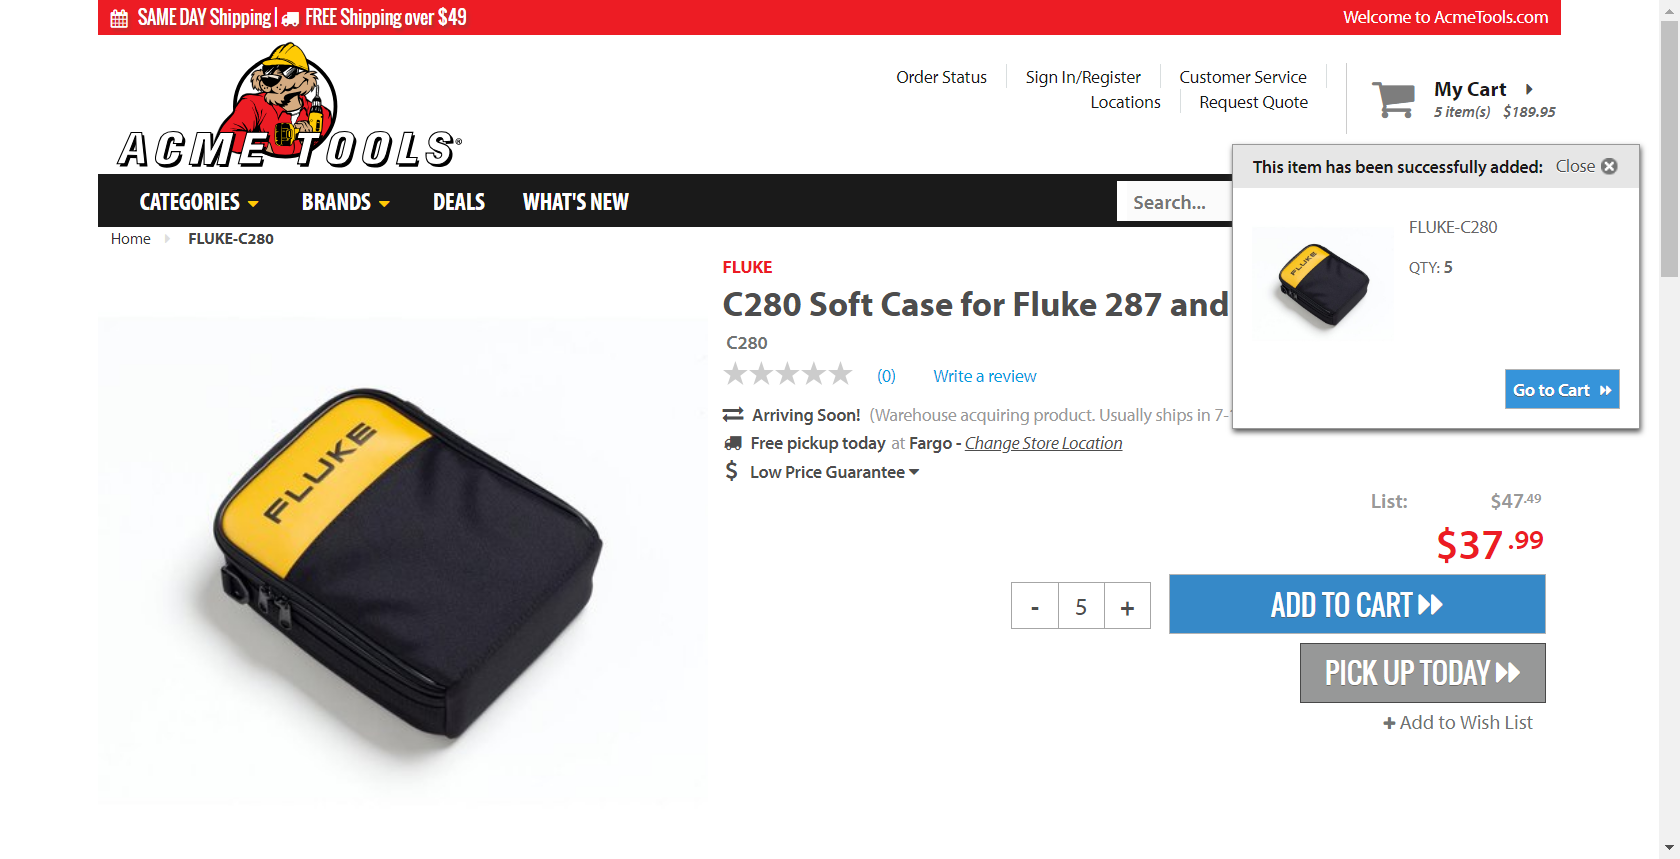 SAME DAY Shipping | FREE Shipping over $49
Welcome to AcmeTools.com
ACME TOOLS®
Order Status
Sign In/Register
Customer Service
Locations
Request Quote
My Cart
5 item(s) $189.95
CATEGORIES
BRANDS
DEALS
WHAT'S NEW
Search...
This item has been successfully added:
Close
FLUKE
FLUKE-C280
QTY: 5
Go to Cart
Home
FLUKE-C280
FLUKE
FLUKE
C280 Soft Case for Fluke 287 and
C280
(0)
Write a review
Arriving Soon! (Warehouse acquiring product. Usually ships in 7-
Free pickup today at Fargo - Change Store Location
$ Low Price Guarantee
List: $47.49
$37.99
- 5 +
ADD TO CART
PICK UP TODAY
+ Add to Wish List